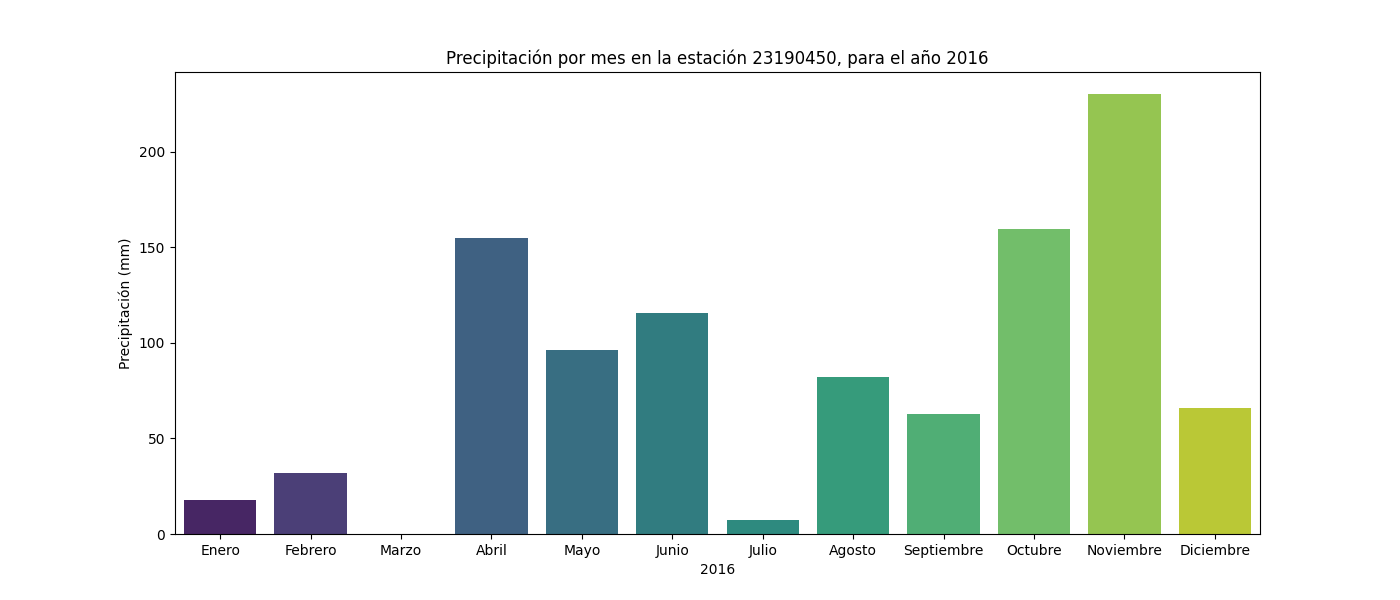 Precipitación por mes en la estación 23190450, para el año 2016
Precipitación (mm)
200
150
100
50
0
Enero Febrero Marzo Abril Mayo Junio Julio Agosto Septiembre Octubre Noviembre Diciembre
2016